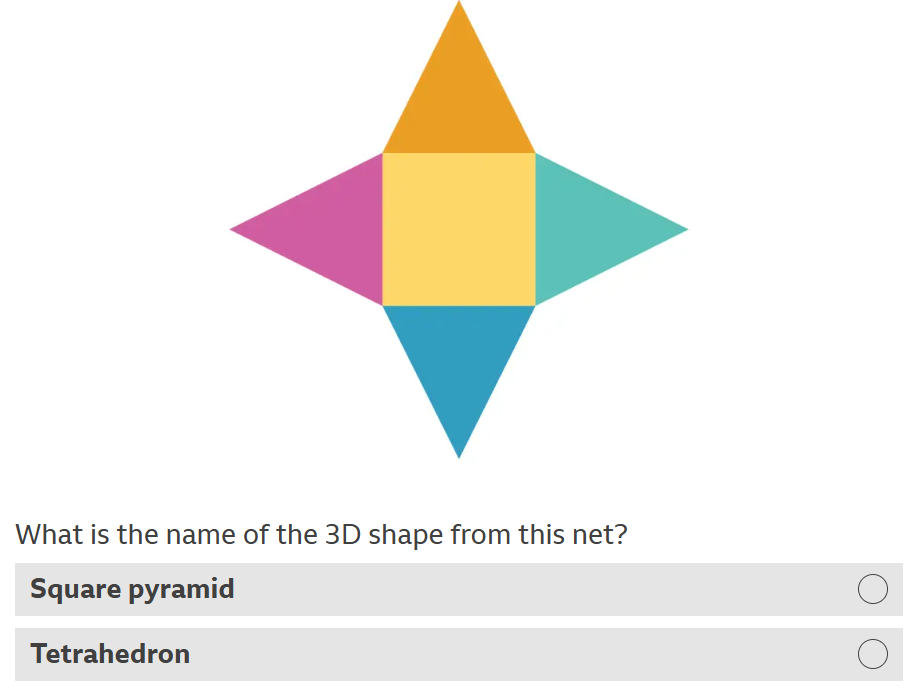 What is the name of the 3D shape from this net?
Square pyramid
Tetrahedron